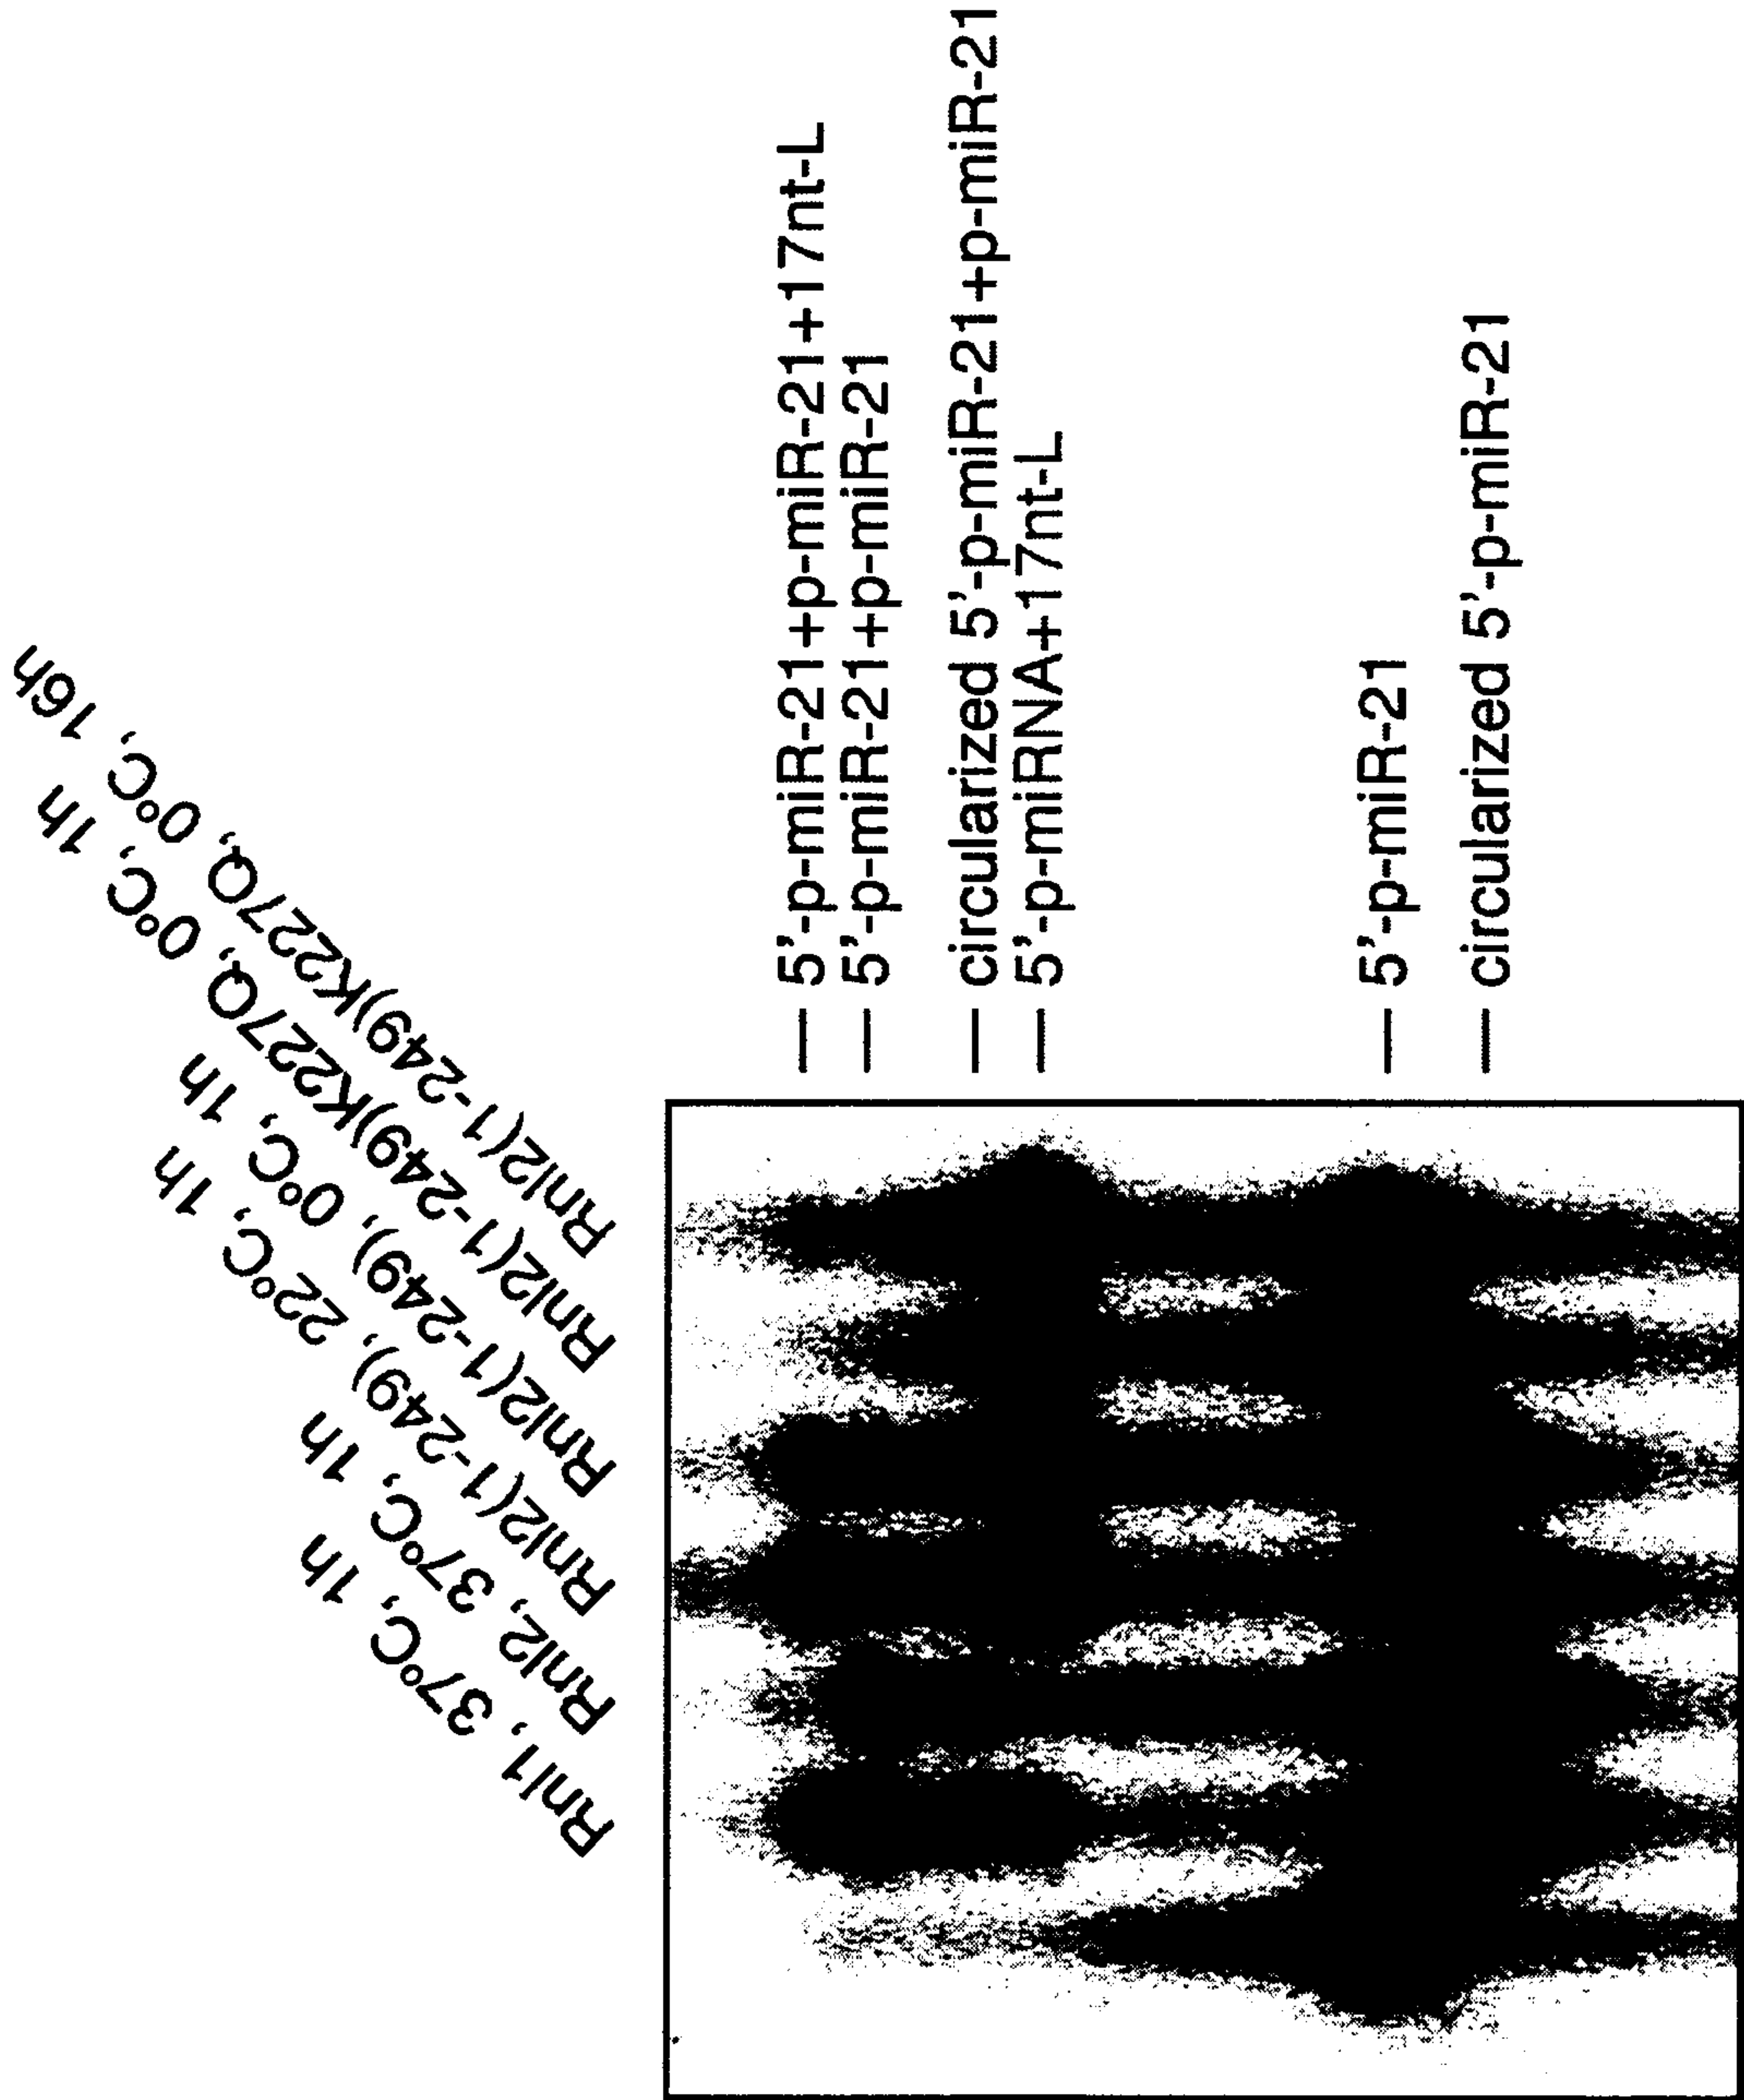 Rnl1, 37°C, 1h
Rnl2, 37°C, 1h
Rnl2(1-249), 22°C, 1h
Rnl2(1-249), 0°C, 1h
Rnl2(1-249)K227Q, 0°C, 1h
Rnl2(1-249)K227Q, 0°C, 16h
5'-p-miR-21+p-miR-21+17nt-L
5'-p-miR-21+p-miR-21
circularized 5'-p-miR-21+p-miR-21
5'-p-miRNA+17nt-L
5'-p-miR-21
circularized 5'-p-miR-21